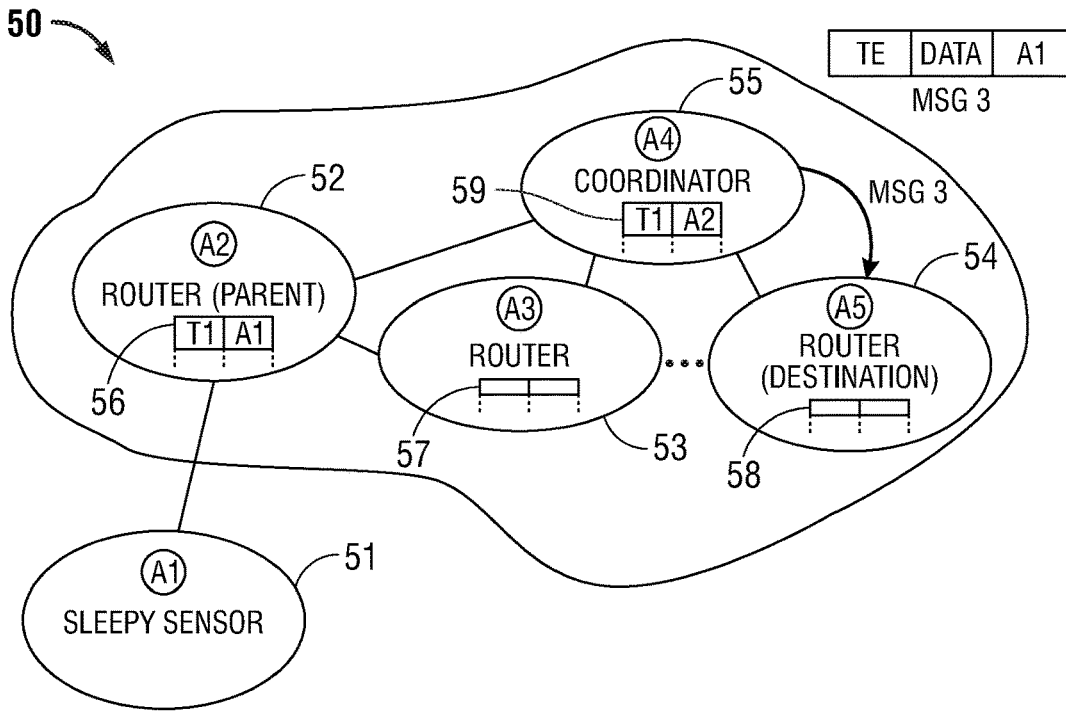 50
TE DATA A1
MSG 3
55
A4
COORDINATOR
59
T1 A2
MSG 3
52
A2
ROUTER (PARENT)
56
T1 A1
54
A3
ROUTER
57
53
A5
ROUTER
(DESTINATION)
58
A1
SLEEPY SENSOR
51